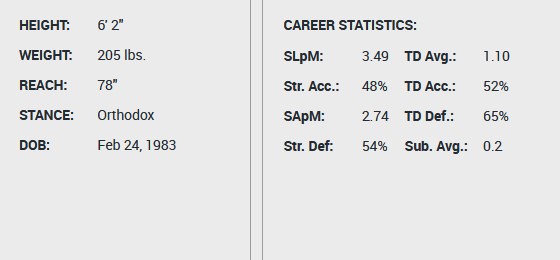 HEIGHT: 6' 2"
WEIGHT: 205 lbs.
REACH: 78"
STANCE: Orthodox
DOB: Feb 24, 1983
CAREER STATISTICS:
SLpM: 3.49 TD Avg.: 1.10
Str. Acc.: 48% TD Acc.: 52%
SApM: 2.74 TD Def.: 65%
Str. Def: 54% Sub. Avg.: 0.2